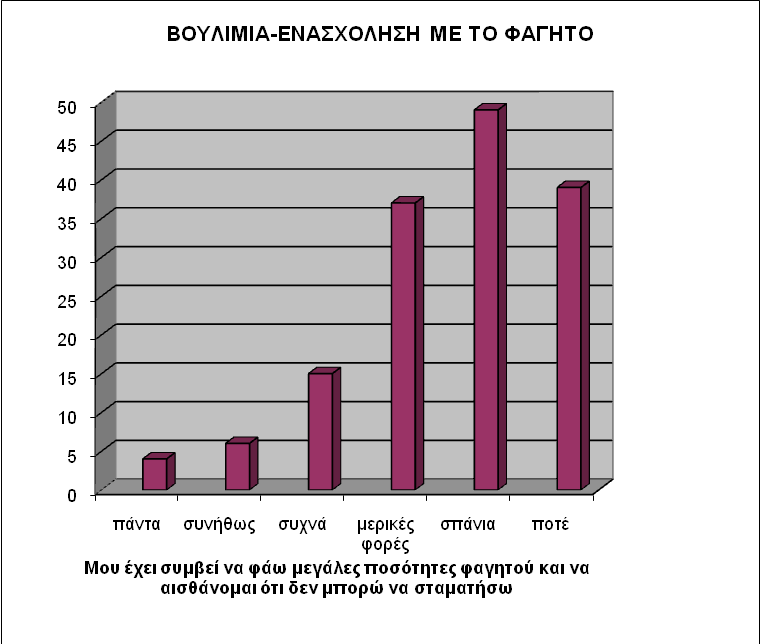 ΒΟΥΛΙΜΙΑ-ΕΝΑΣΧΟΛΗΣΗ ΜΕ ΤΟ ΦΑΓΗΤΟ
50
45
40
35
30
25
20
15
10
5
0
πάντα συνήθως συχνά μερικές φορές σπάνια ποτέ
Μου έχει συμβεί να φάω μεγάλες ποσότητες φαγητού και να
αισθάνομαι ότι δεν μπορώ να σταματήσω